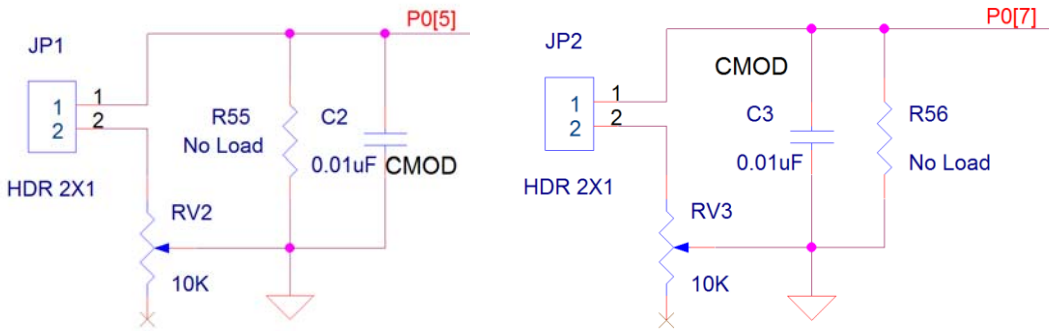 P0[5]
JP1
1
2
1
2
R55
No Load
C2
0.01uF
CMOD
HDR 2X1
RV2
10K
P0[7]
JP2
CMOD
1
2
1
2
C3
0.01uF
R56
No Load
HDR 2X1
RV3
10K